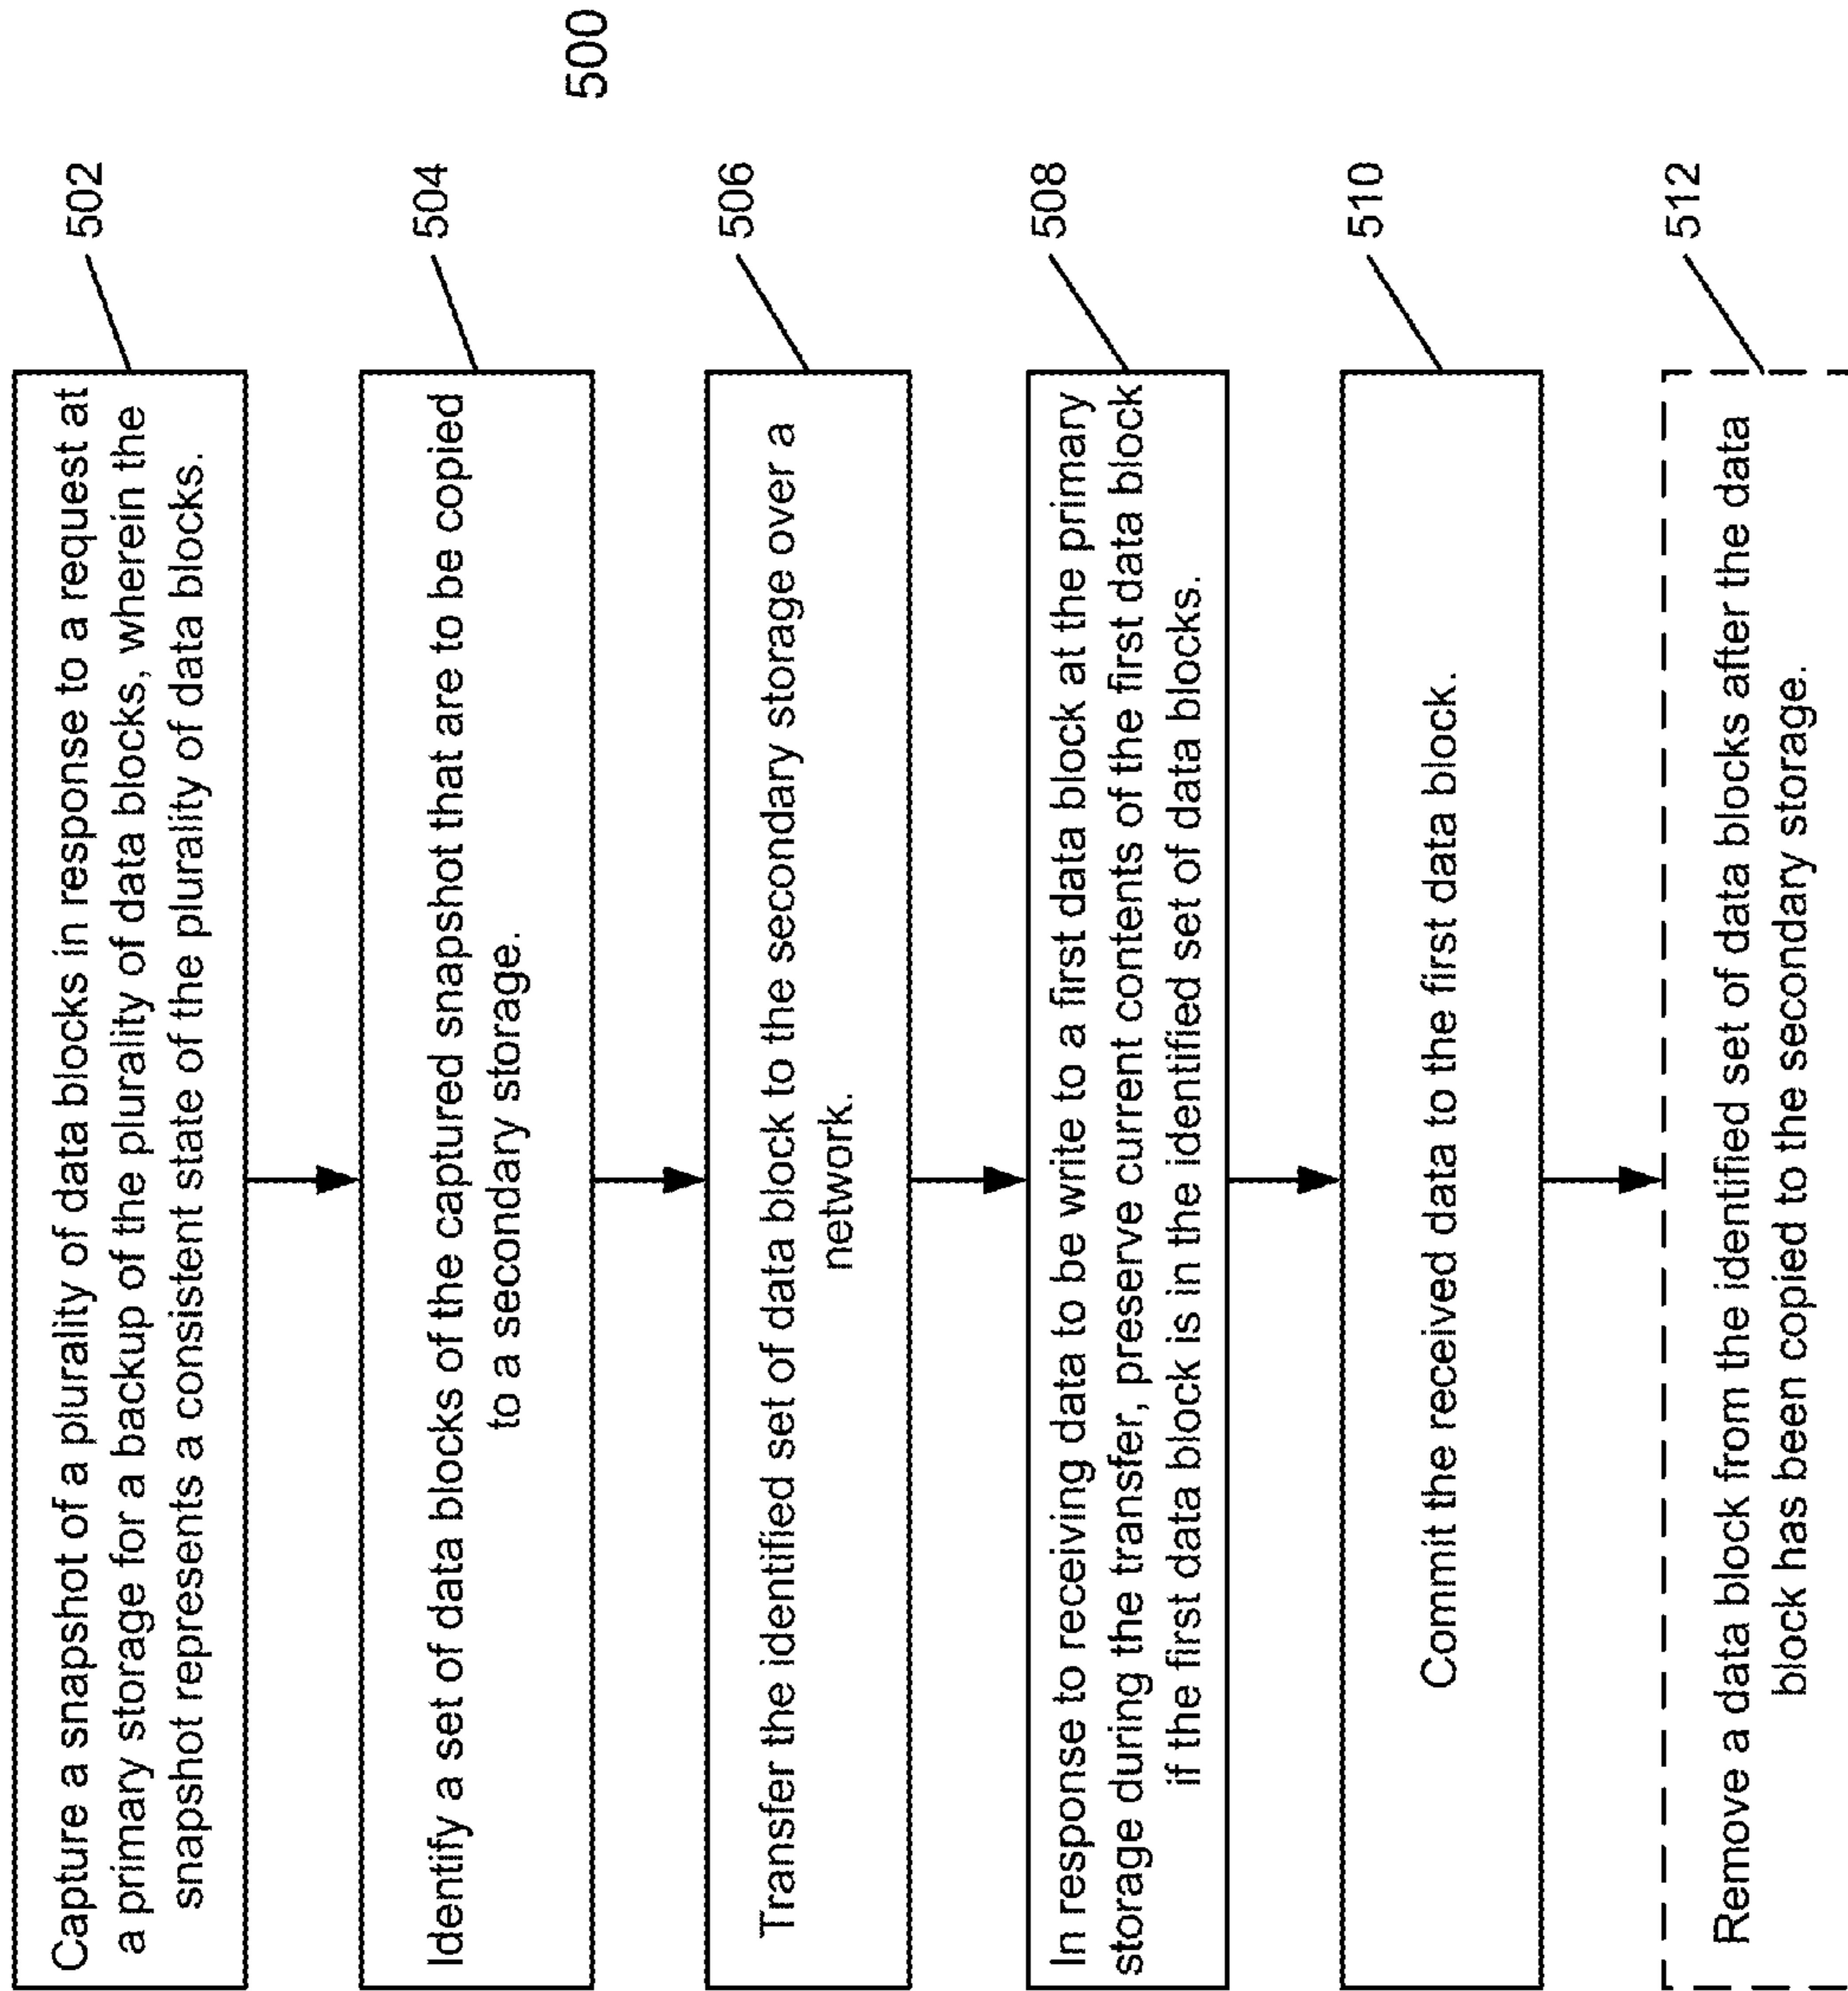 500
Capture a snapshot of a plurality of data blocks in response to a request at
a primary storage for a backup of the plurality of data blocks, wherein the
snapshot represents a consistent state of the plurality of data blocks.
502
Identify a set of data blocks of the captured snapshot that are to be copied
to a secondary storage.
504
Transfer the identified set of data block to the secondary storage over a
network.
506
In response to receiving data to be write to a first data block at the primary
storage during the transfer, preserve current contents of the first data block
if the first data block is in the identified set of data blocks.
508
Commit the received data to the first data block.
510
Remove a data block from the identified set of data blocks after the data
block has been copied to the secondary storage.
512